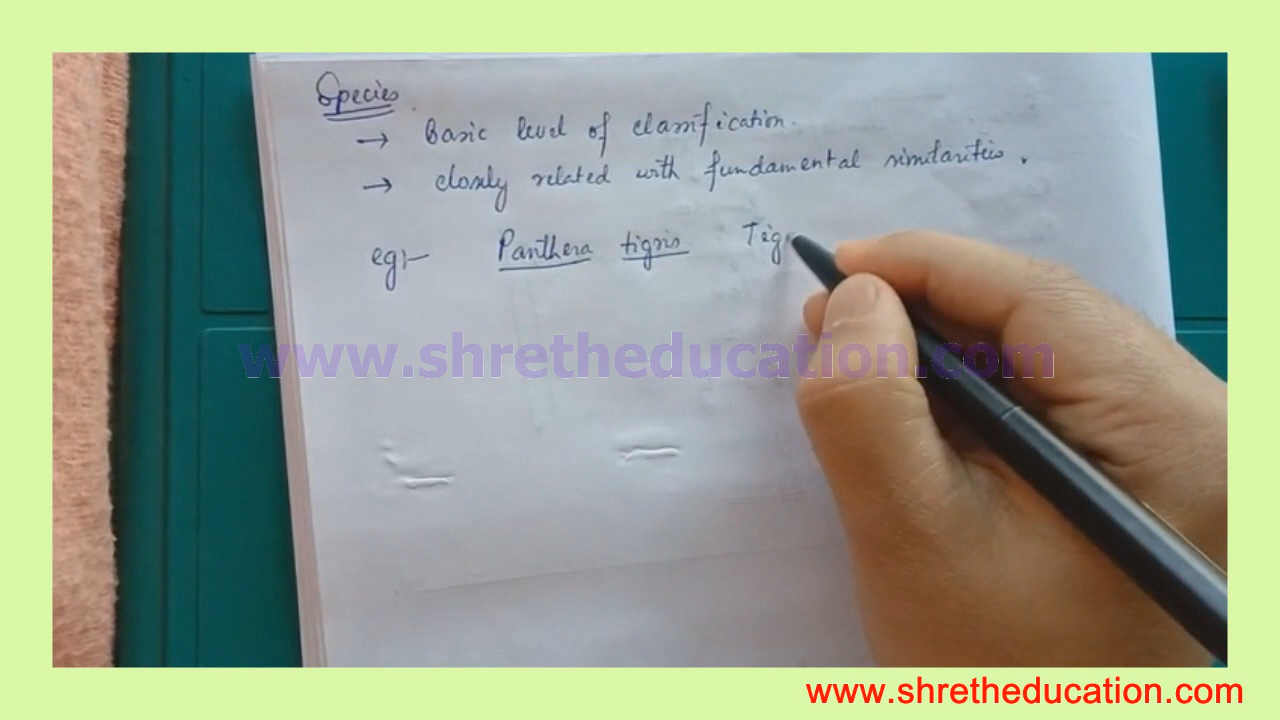 Species
→ Basic level of classification.
→ closely related with fundamental similarities.
eg:- Panthera tigris Tig
www.shretheducation.com
www.shretheducation.com